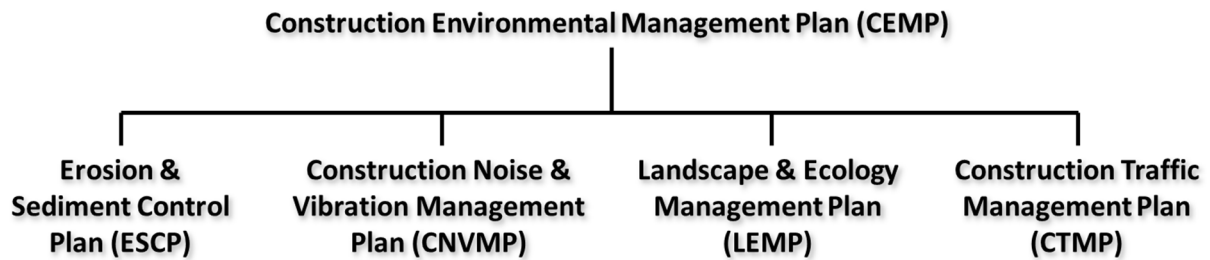 Construction Environmental Management Plan (CEMP)
Erosion &
Sediment Control
Plan (ESCP)
Construction Noise &
Vibration Management
Plan (CNVMP)
Landscape & Ecology
Management Plan
(LEMP)
Construction Traffic
Management Plan
(CTMP)